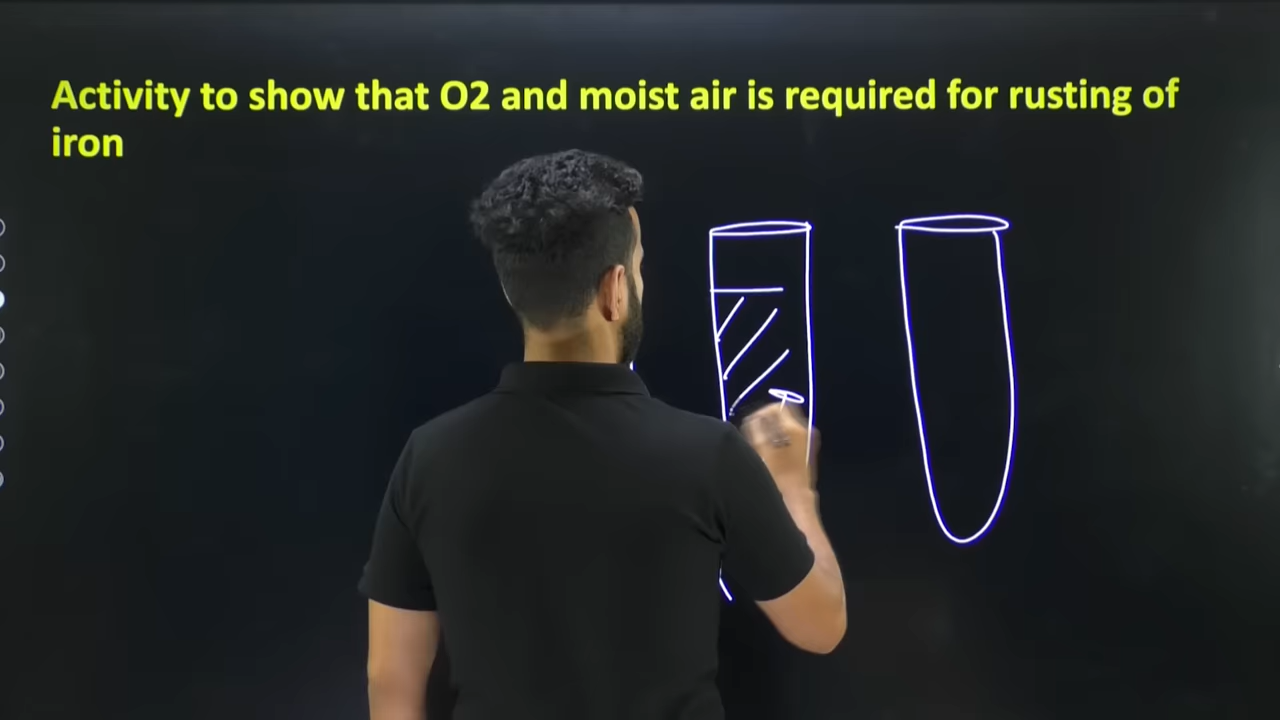 Activity to show that O2 and moist air is required for rusting of
iron